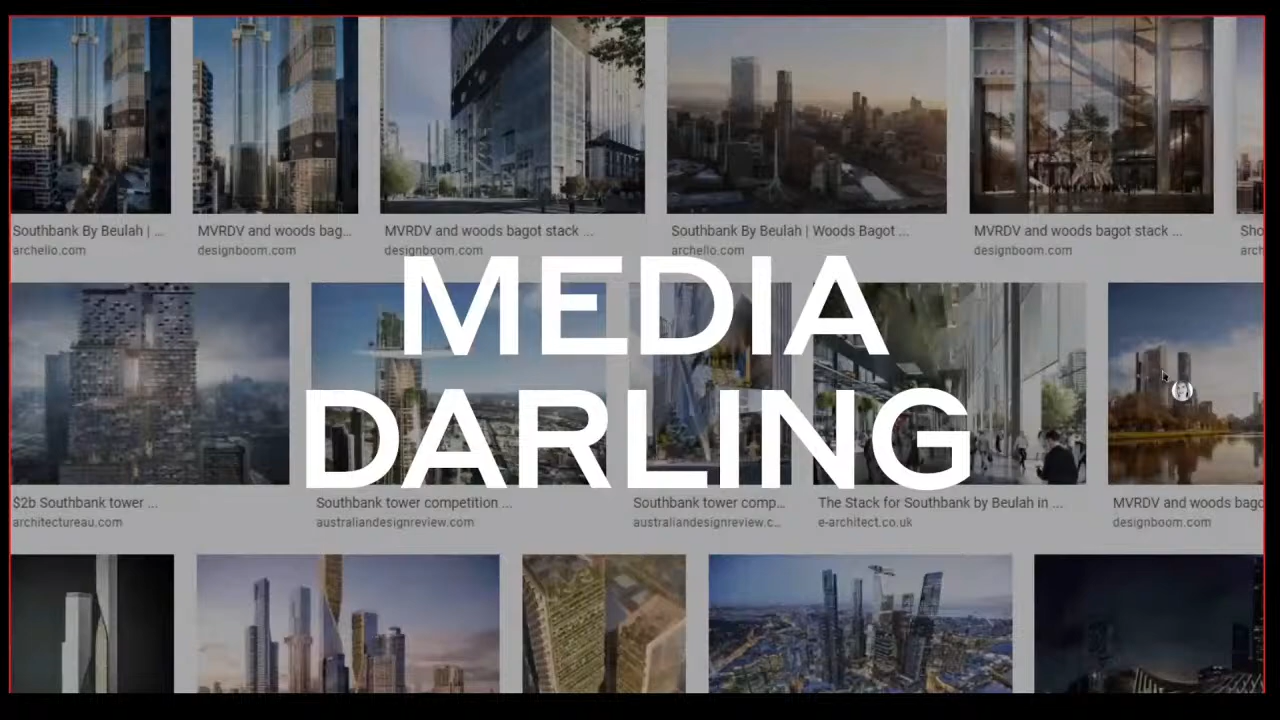 Southbank By Beulah | ...
archello.com
MVRDV and woods bag...
designboom.com
MVRDV and woods bagot stack ...
designboom.com
Southbank By Beulah | Woods Bagot ...
archello.com
MVRDV and woods bagot stack ...
designboom.com
Sho
arch
MEDIA
DARLING
$2b Southbank tower ...
architectureau.com
Southbank tower competition ...
australiandesignreview.com
Southbank tower comp...
australiandesignreview.c...
The Stack for Southbank by Beulah in ...
e-architect.co.uk
MVRDV and woods bago
designboom.com